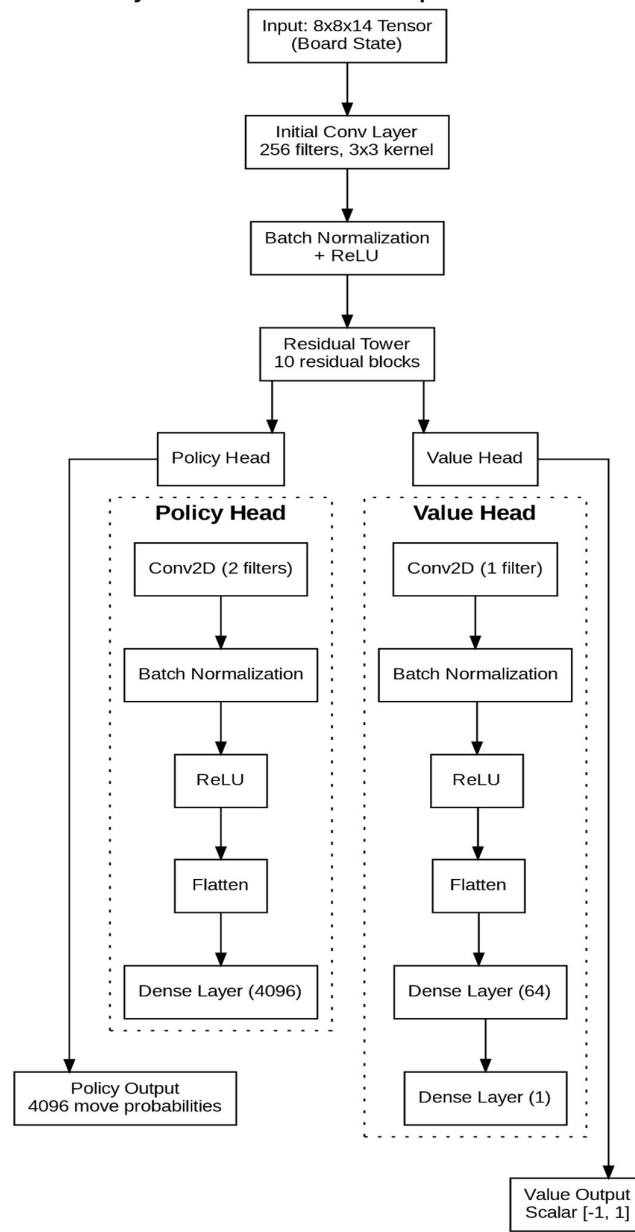 Input: 8x8x14 Tensor
(Board State)
Initial Conv Layer
256 filters, 3x3 kernel
Batch Normalization
+ ReLU
Residual Tower
10 residual blocks
Policy Head
Value Head
Policy Head
Conv2D (2 filters)
Batch Normalization
ReLU
Flatten
Dense Layer (4096)
Value Head
Conv2D (1 filter)
Batch Normalization
ReLU
Flatten
Dense Layer (64)
Dense Layer (1)
Policy Output
4096 move probabilities
Value Output
Scalar [-1, 1]